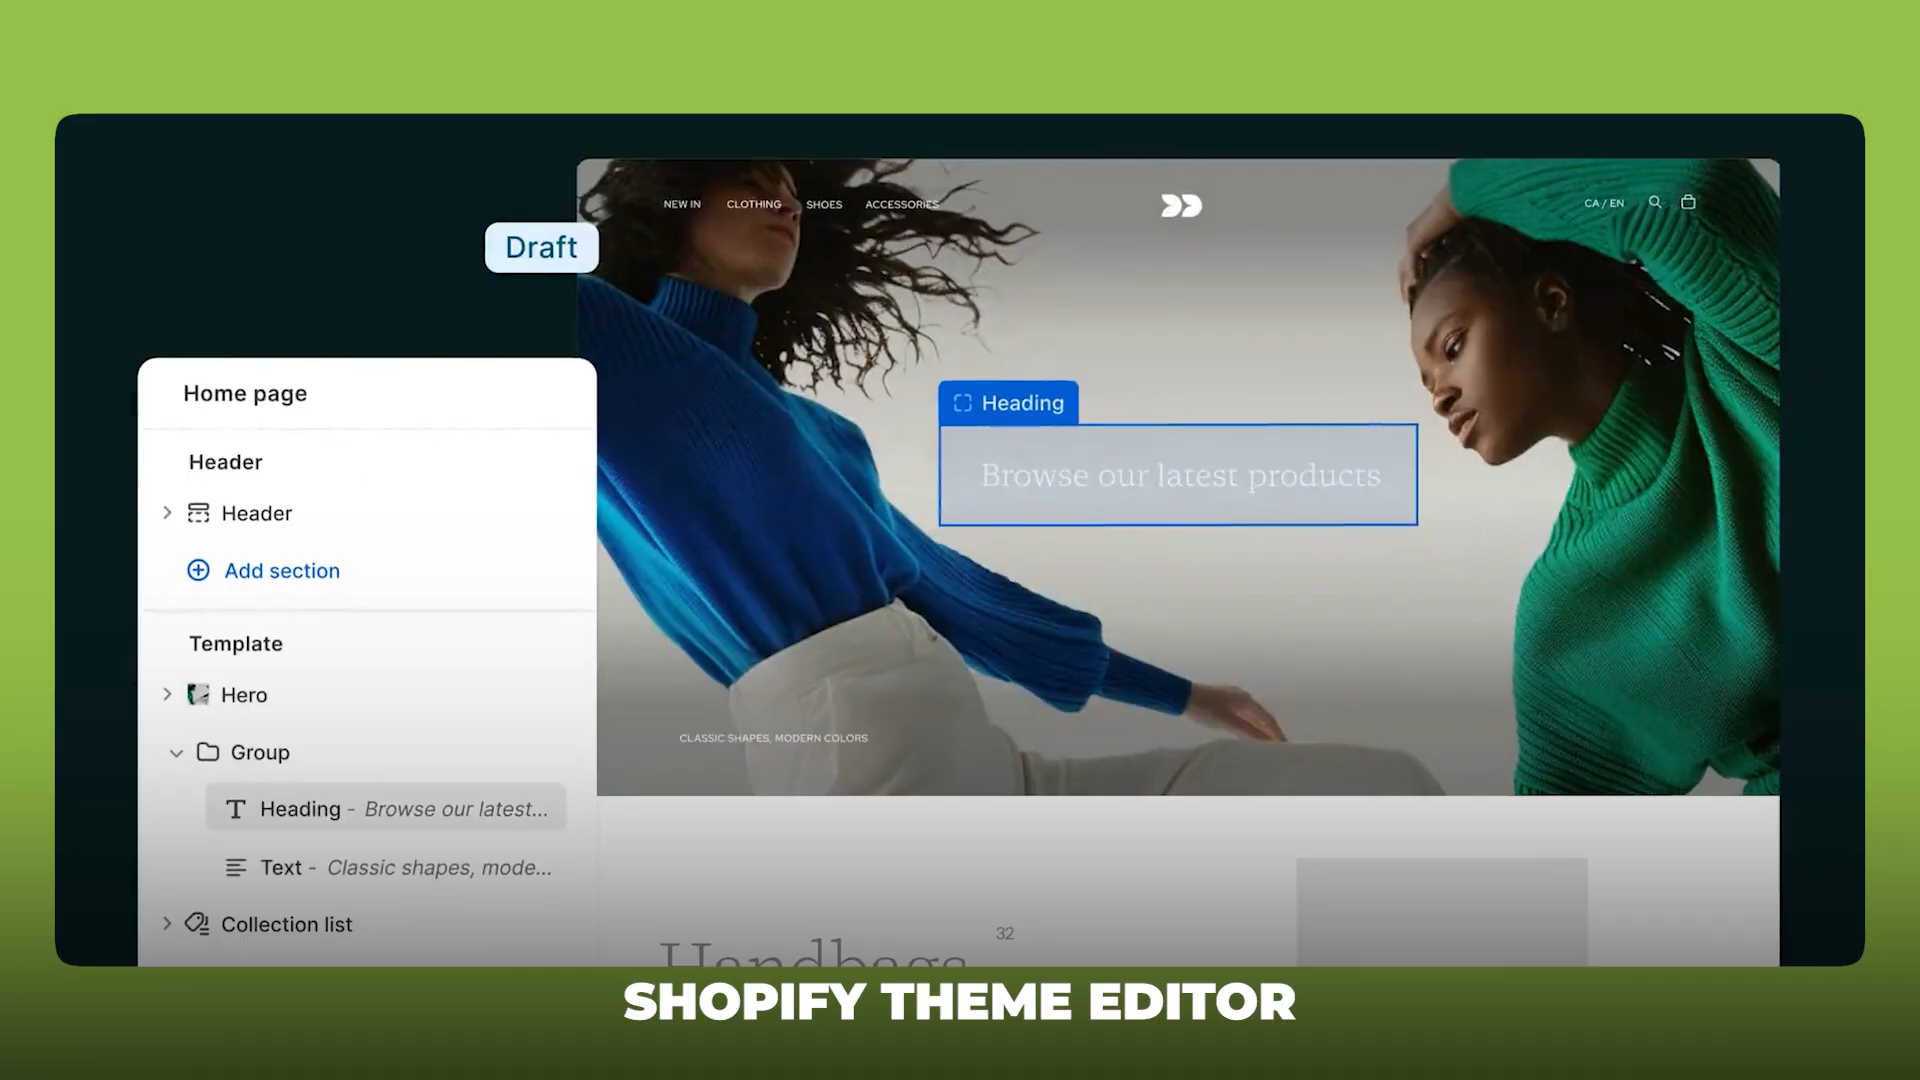 NEW IN CLOTHING SHOES ACCESSORIES CA / EN
Draft
Home page
Header
Header
Add section
Template
Hero
Group
Heading - Browse our latest...
Text - Classic shapes, mode...
Collection list
Heading
Browse our latest products
CLASSIC SHAPES, MODERN COLORS
Handbags 32
SHOPIFY THEME EDITOR